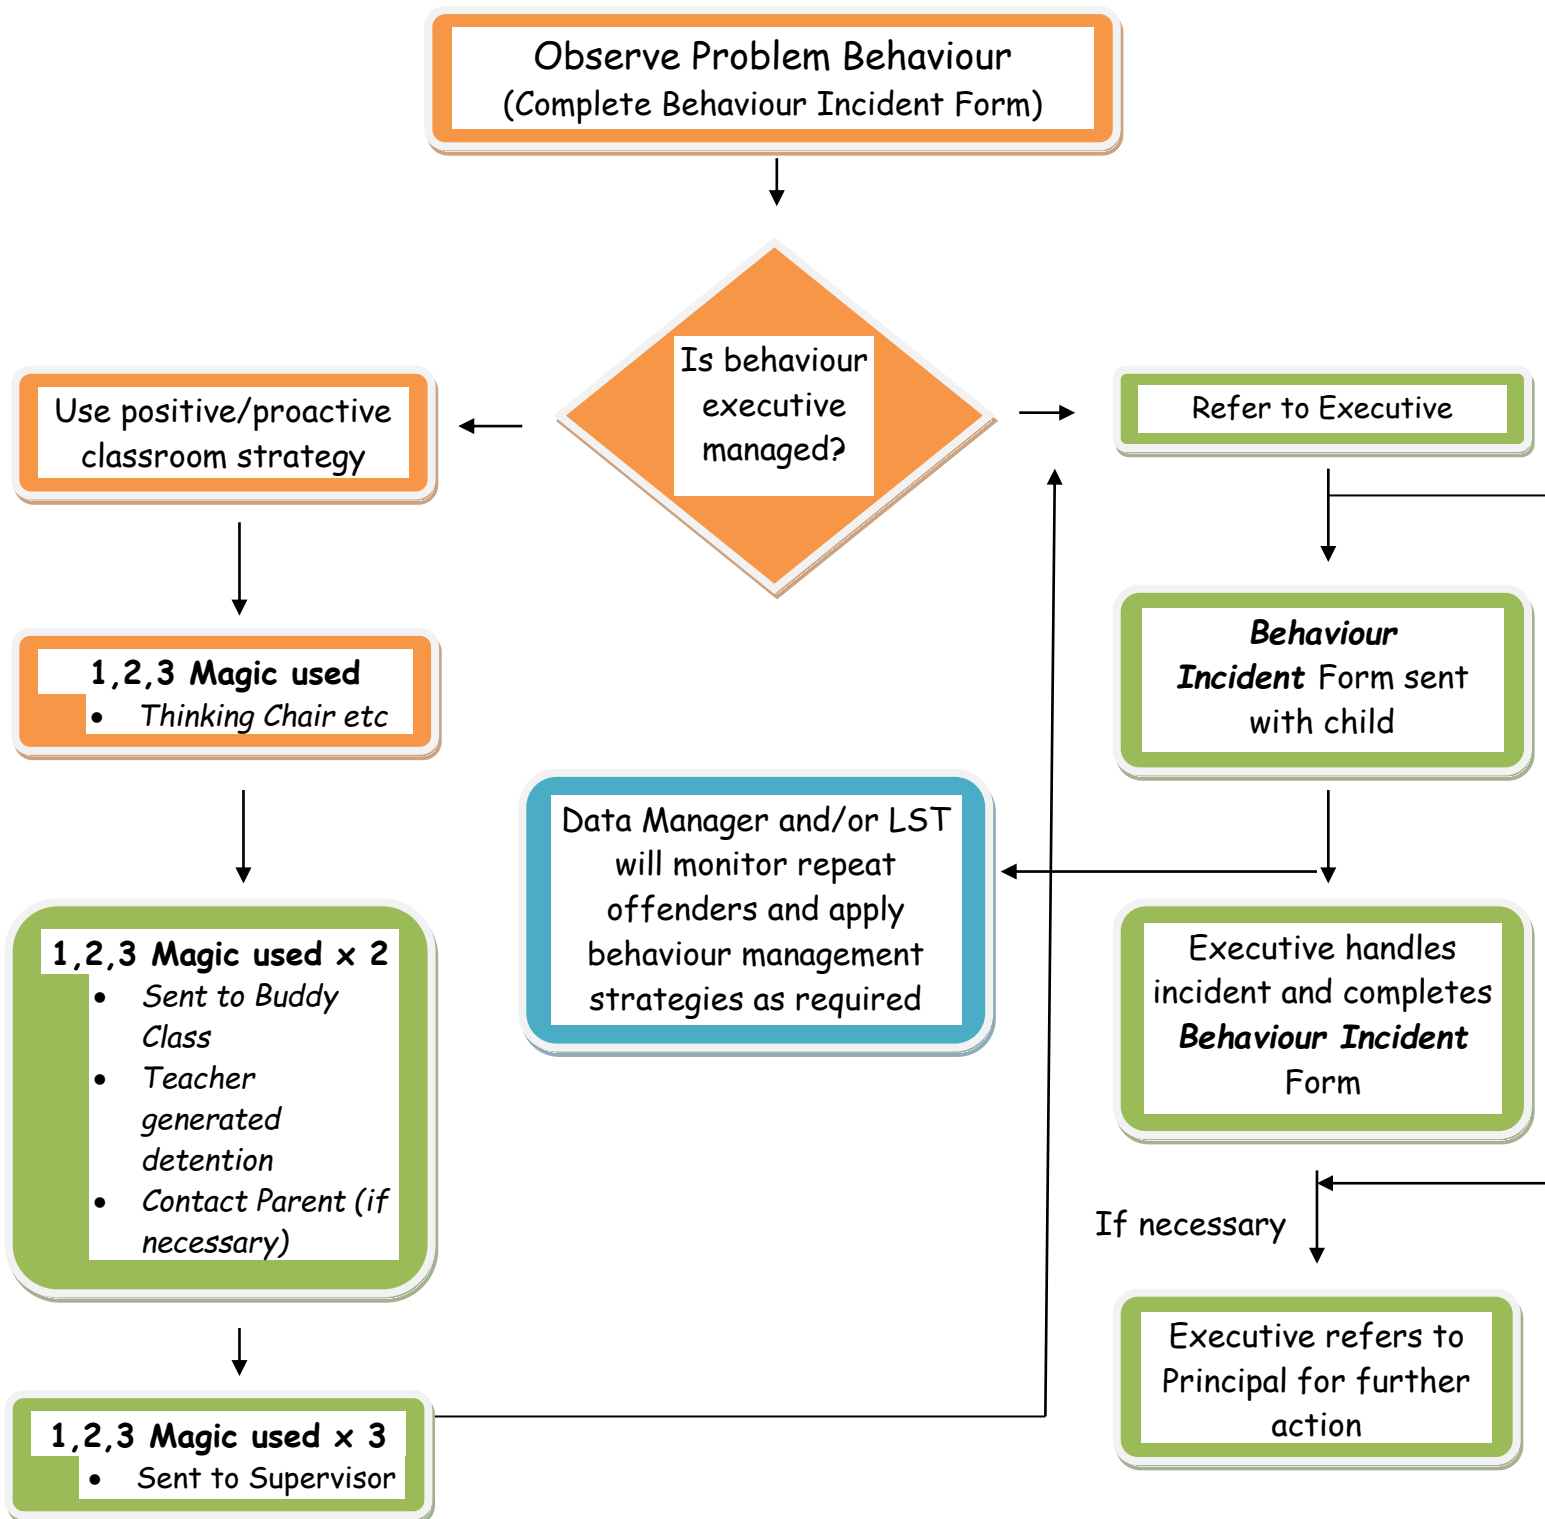 Observe Problem Behaviour
(Complete Behaviour Incident Form)
Is behaviour
executive
managed?
Use positive/proactive
classroom strategy
Refer to Executive
1,2,3 Magic used
• Thinking Chair etc
Behaviour
Incident Form sent
with child
Data Manager and/or LST
will monitor repeat
offenders and apply
behaviour management
strategies as required
1,2,3 Magic used x 2
• Sent to Buddy
Class
• Teacher
generated
detention
• Contact Parent (if
necessary)
Executive handles
incident and completes
Behaviour Incident
Form
If necessary
Executive refers to
Principal for further
action
1,2,3 Magic used x 3
• Sent to Supervisor